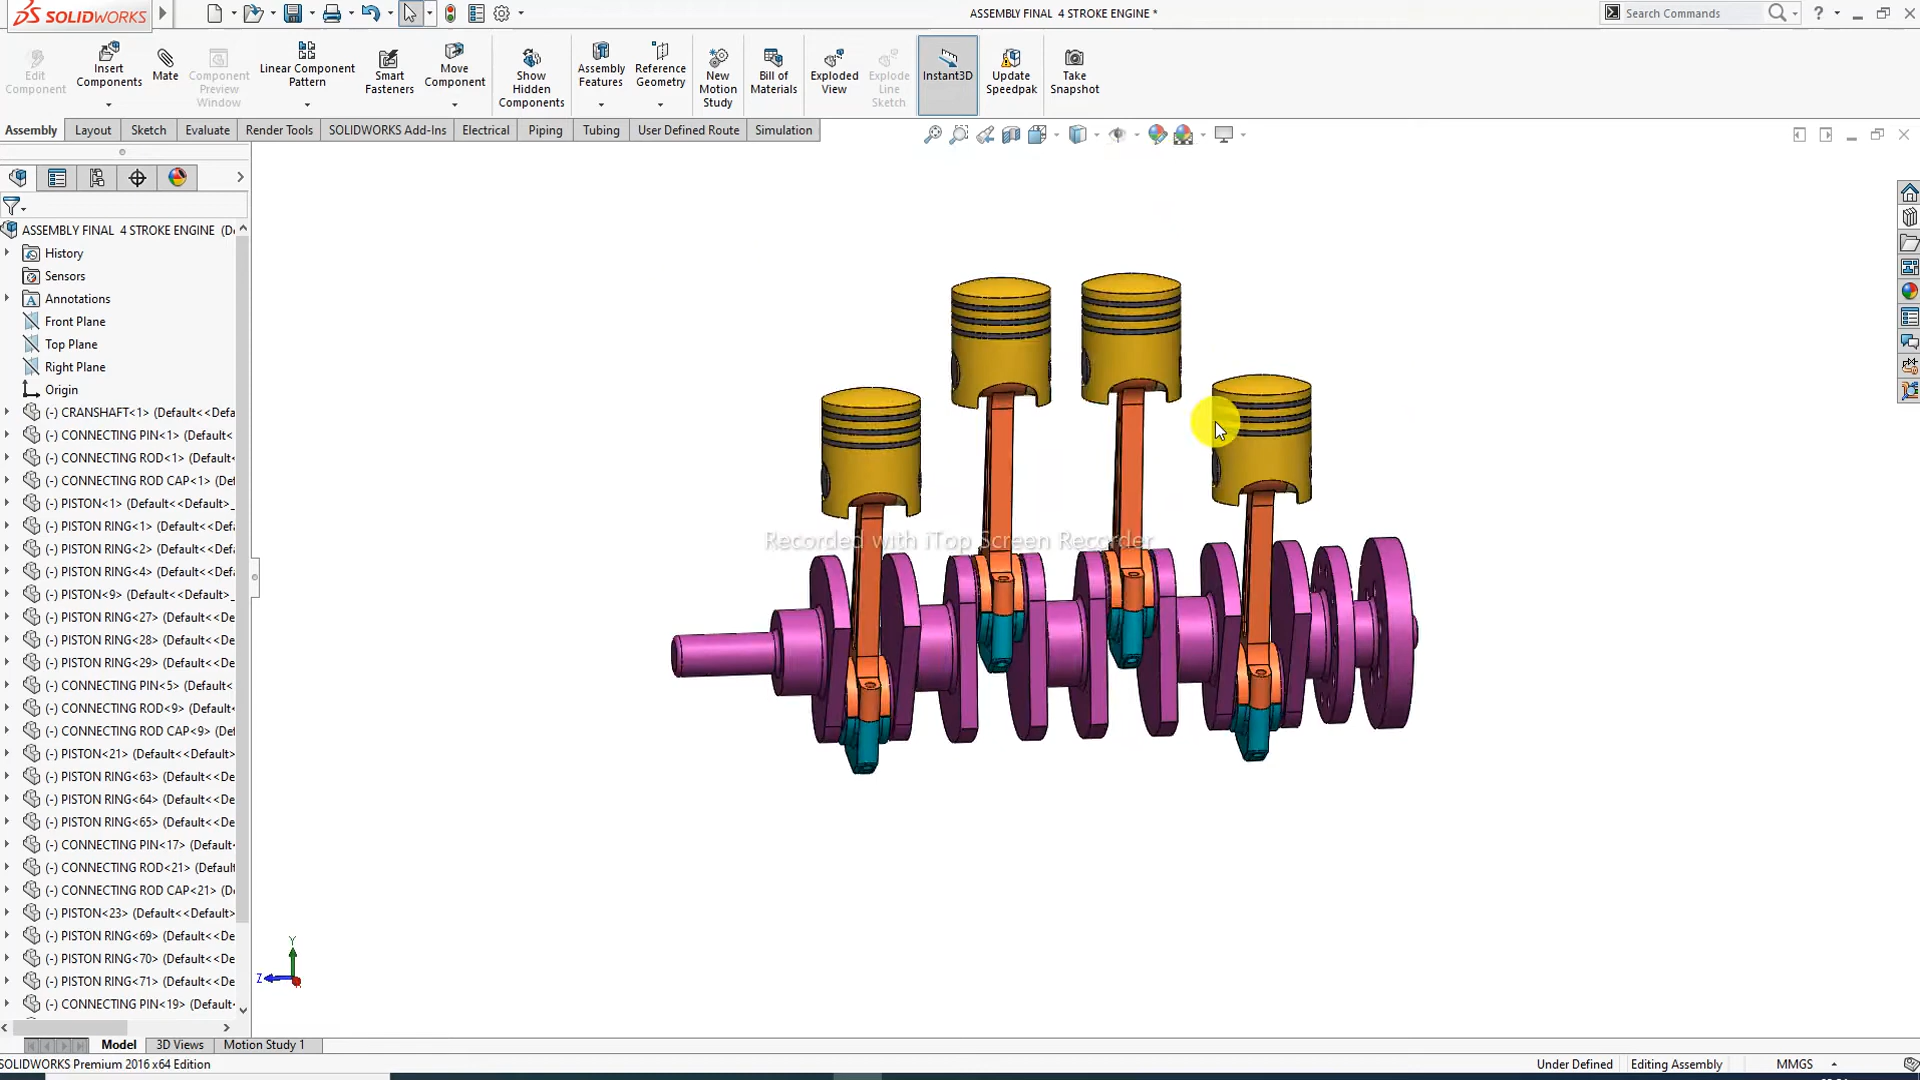 SOLIDWORKS
ASSEMBLY FINAL 4 STROKE ENGINE *
Search Commands
Edit Component
Insert Components
Mate
Component Preview Window
Linear Component Pattern
Smart Fasteners
Move Component
Show Hidden Components
Assembly Features
Reference Geometry
New Motion Study
Bill of Materials
Exploded View
Explode Line Sketch
Instant3D
Update Speedpak
Take Snapshot
Assembly
Layout
Sketch
Evaluate
Render Tools
SOLIDWORKS Add-Ins
Electrical
Piping
Tubing
User Defined Route
Simulation
ASSEMBLY FINAL 4 STROKE ENGINE (D
History
Sensors
Annotations
Front Plane
Top Plane
Right Plane
Origin
(-) CRANSHAFT<1> (Default<<Defa
(-) CONNECTING PIN<1> (Default<
(-) CONNECTING ROD<1> (Default<
(-) CONNECTING ROD CAP<1> (De
(-) PISTON<1> (Default<<Default>_
(-) PISTON RING<1> (Default<<Defa
(-) PISTON RING<2> (Default<<Defa
(-) PISTON RING<4> (Default<<Defa
(-) PISTON<9> (Default<<Default>_
(-) PISTON RING<27> (Default<<De
(-) PISTON RING<28> (Default<<De
(-) PISTON RING<29> (Default<<De
(-) CONNECTING PIN<5> (Default<
(-) CONNECTING ROD<9> (Default<
(-) CONNECTING ROD CAP<9> (De
(-) PISTON<21> (Default<<Default>
(-) PISTON RING<63> (Default<<De
(-) PISTON RING<64> (Default<<De
(-) PISTON RING<65> (Default<<De
(-) CONNECTING PIN<17> (Default
(-) CONNECTING ROD<21> (Default
(-) CONNECTING ROD CAP<21> (D
(-) PISTON<23> (Default<<Default>
(-) PISTON RING<69> (Default<<De
(-) PISTON RING<70> (Default<<De
(-) PISTON RING<71> (Default<<De
(-) CONNECTING PIN<19> (Default
Recorded with iTop Screen Recorder
Y
Z
Model
3D Views
Motion Study 1
SOLIDWORKS Premium 2016 x64 Edition
Under Defined
Editing Assembly
MMGS